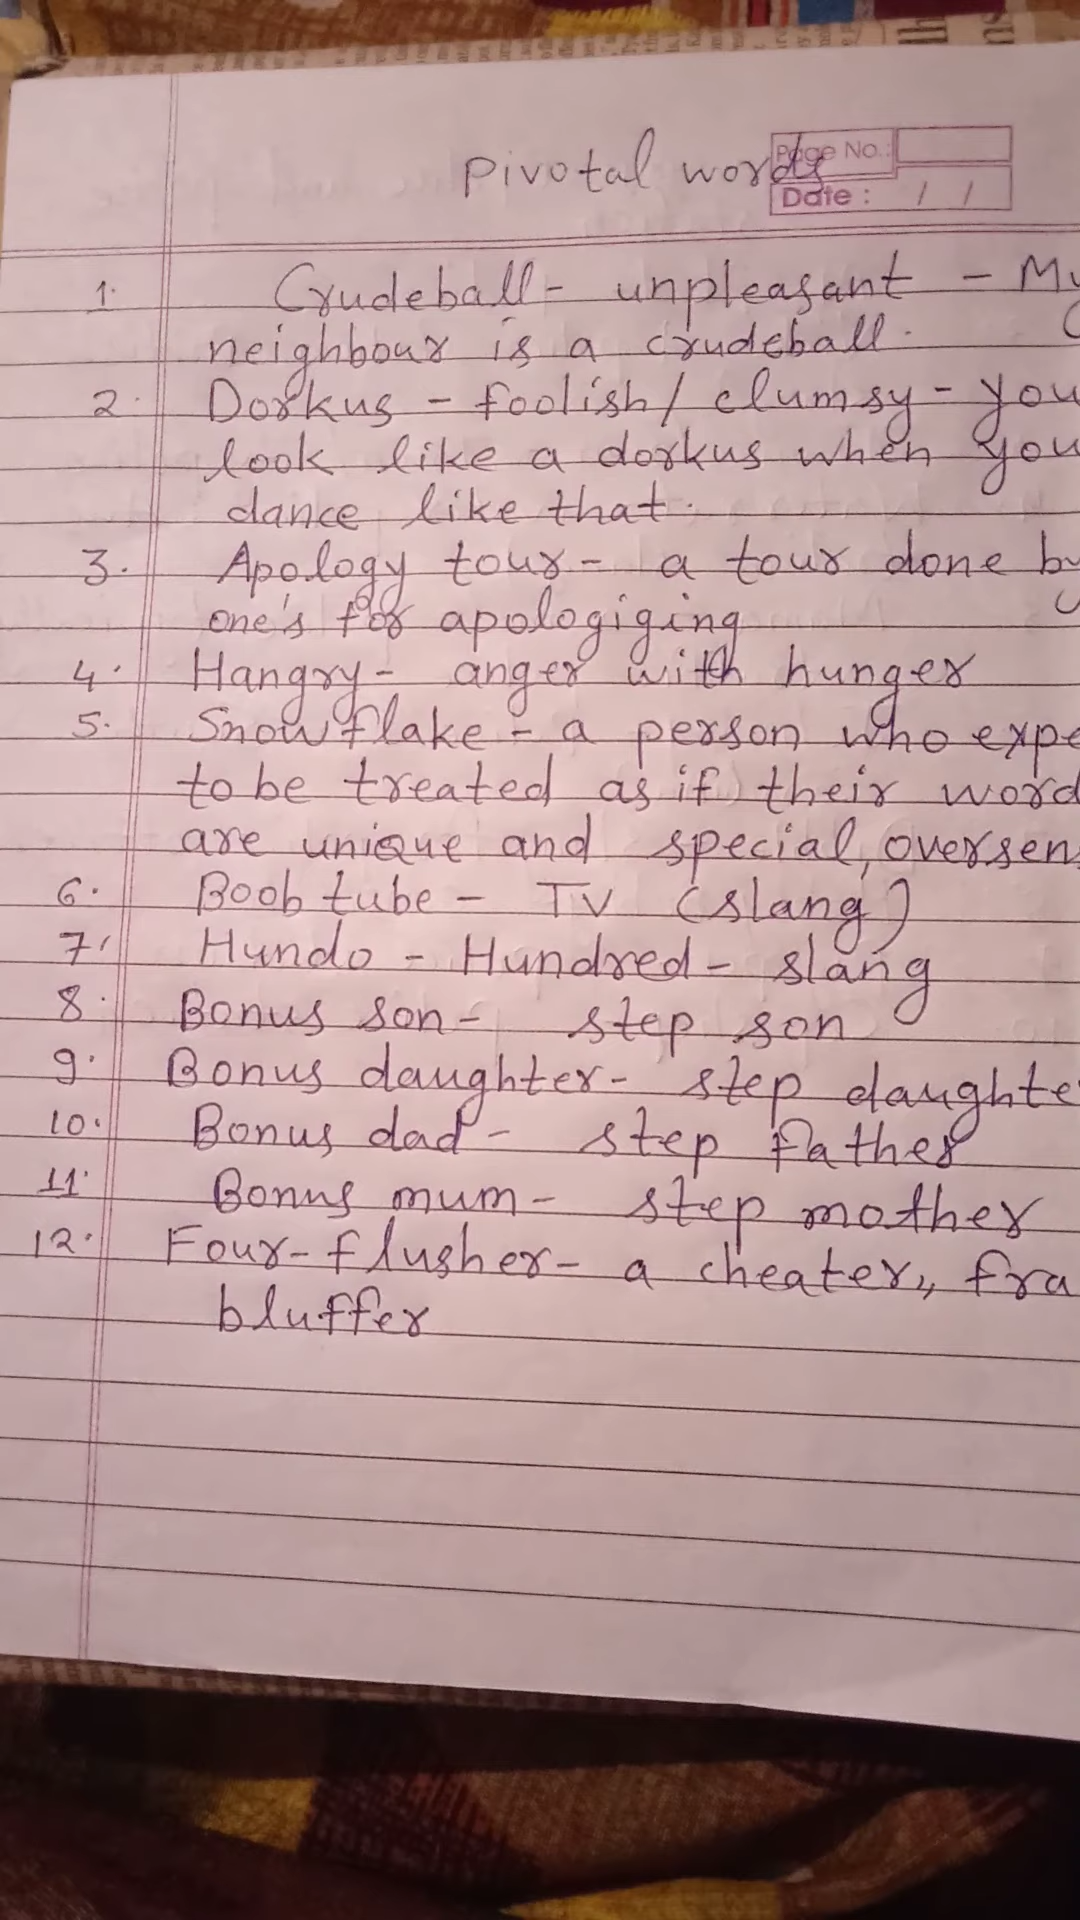 Pivotal words
Page No.:
Date : / /
1. Crudeball - unpleasant - My
neighbour is a crudeball.
2. Dorkus - foolish/ clumsy - you
look like a dorkus when you
dance like that.
3. Apology tour - a tour done by
one's for apologiging
4. Hangry - anger with hunger
5. Snowflake - a person who expe
to be treated as if their word
are unique and special, oversens
6. Boob tube - TV (slang)
7. Hundo - Hundred - slang
8. Bonus son - step son
9. Bonus daughter - step daughte
10. Bonus dad - step father
11. Bonus mum - step mother
12. Four-flusher - a cheater,, fra
bluffer